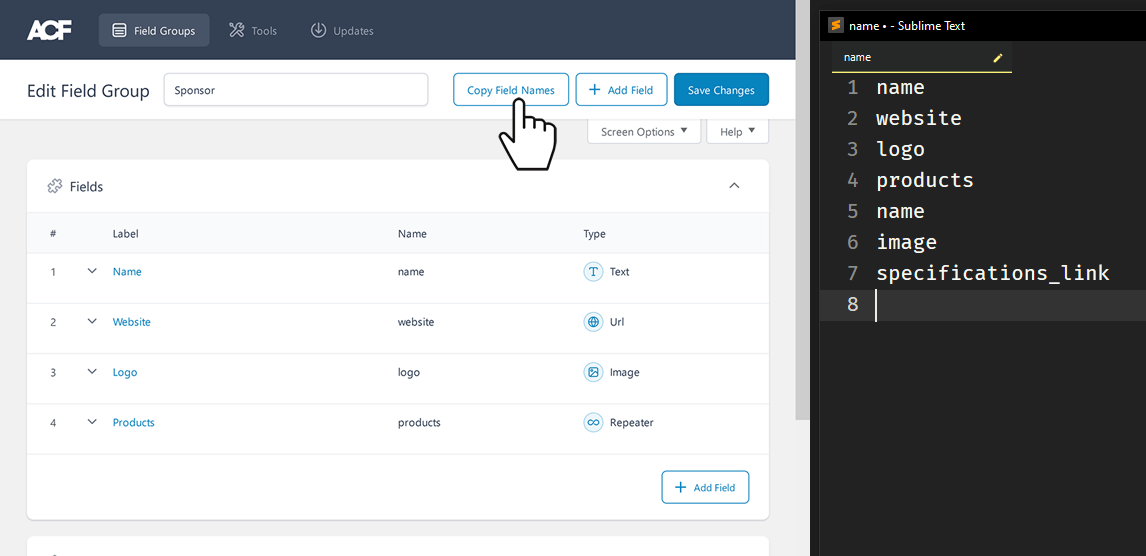 ACF Field Groups Tools Updates
Edit Field Group Sponsor Copy Field Names + Add Field Save Changes
Screen Options Help
Fields
# Label Name Type
1 Name name Text
2 Website website Url
3 Logo logo Image
4 Products products Repeater
+ Add Field
name • - Sublime Text
name
1 name
2 website
3 logo
4 products
5 name
6 image
7 specifications_link
8